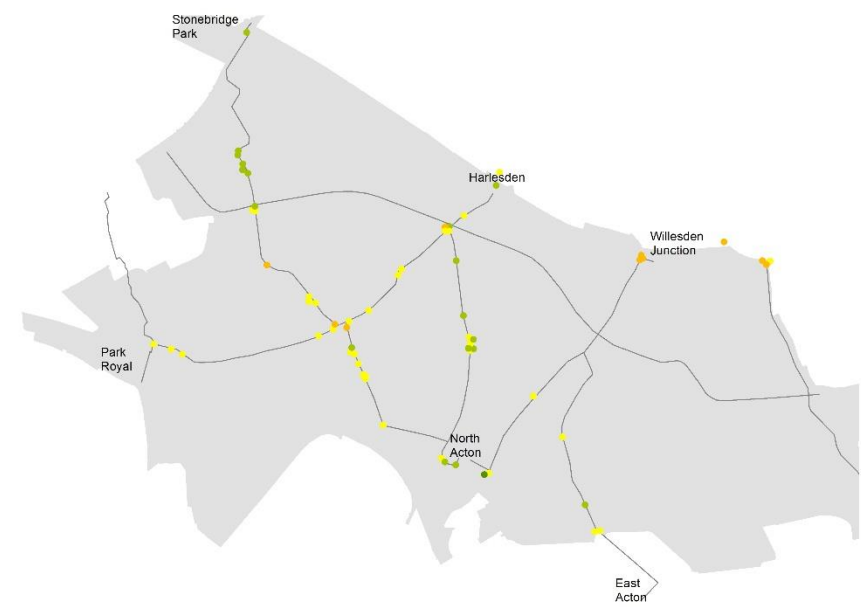 Stonebridge
Park
Harlesden
Willesden
Junction
Park
Royal
North
Acton
East
Acton